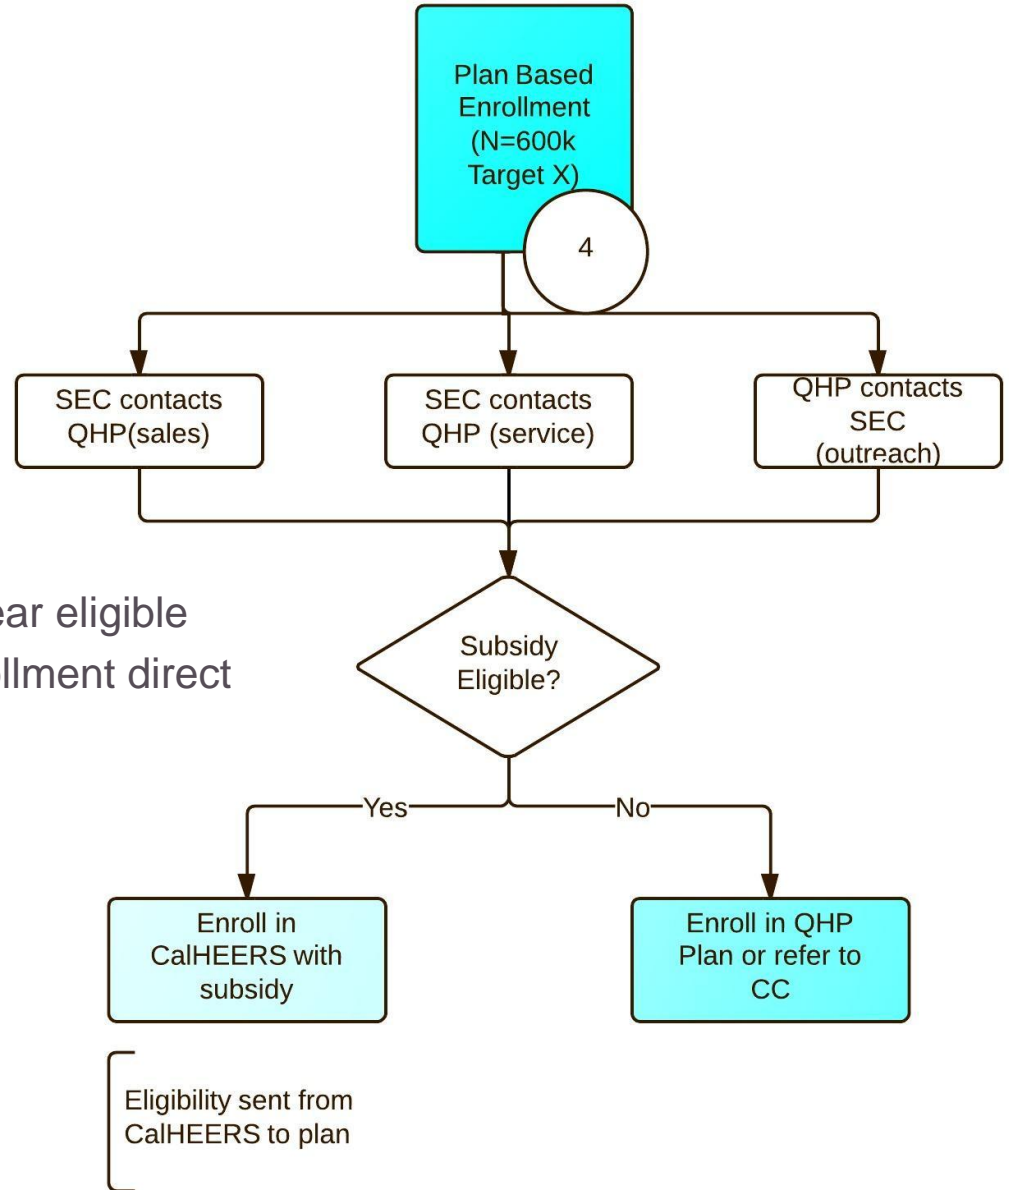 Plan Based
Enrollment
(N=600k
Target X)
4
SEC contacts
QHP(sales)
SEC contacts
QHP (service)
QHP contacts
SEC
(outreach)
eligible
direct
Subsidy
Eligible?
Yes
No
Enroll in
CalHEERS with
subsidy
Enroll in QHP
Plan or refer to
CC
Eligibility sent from
CalHEERS to plan